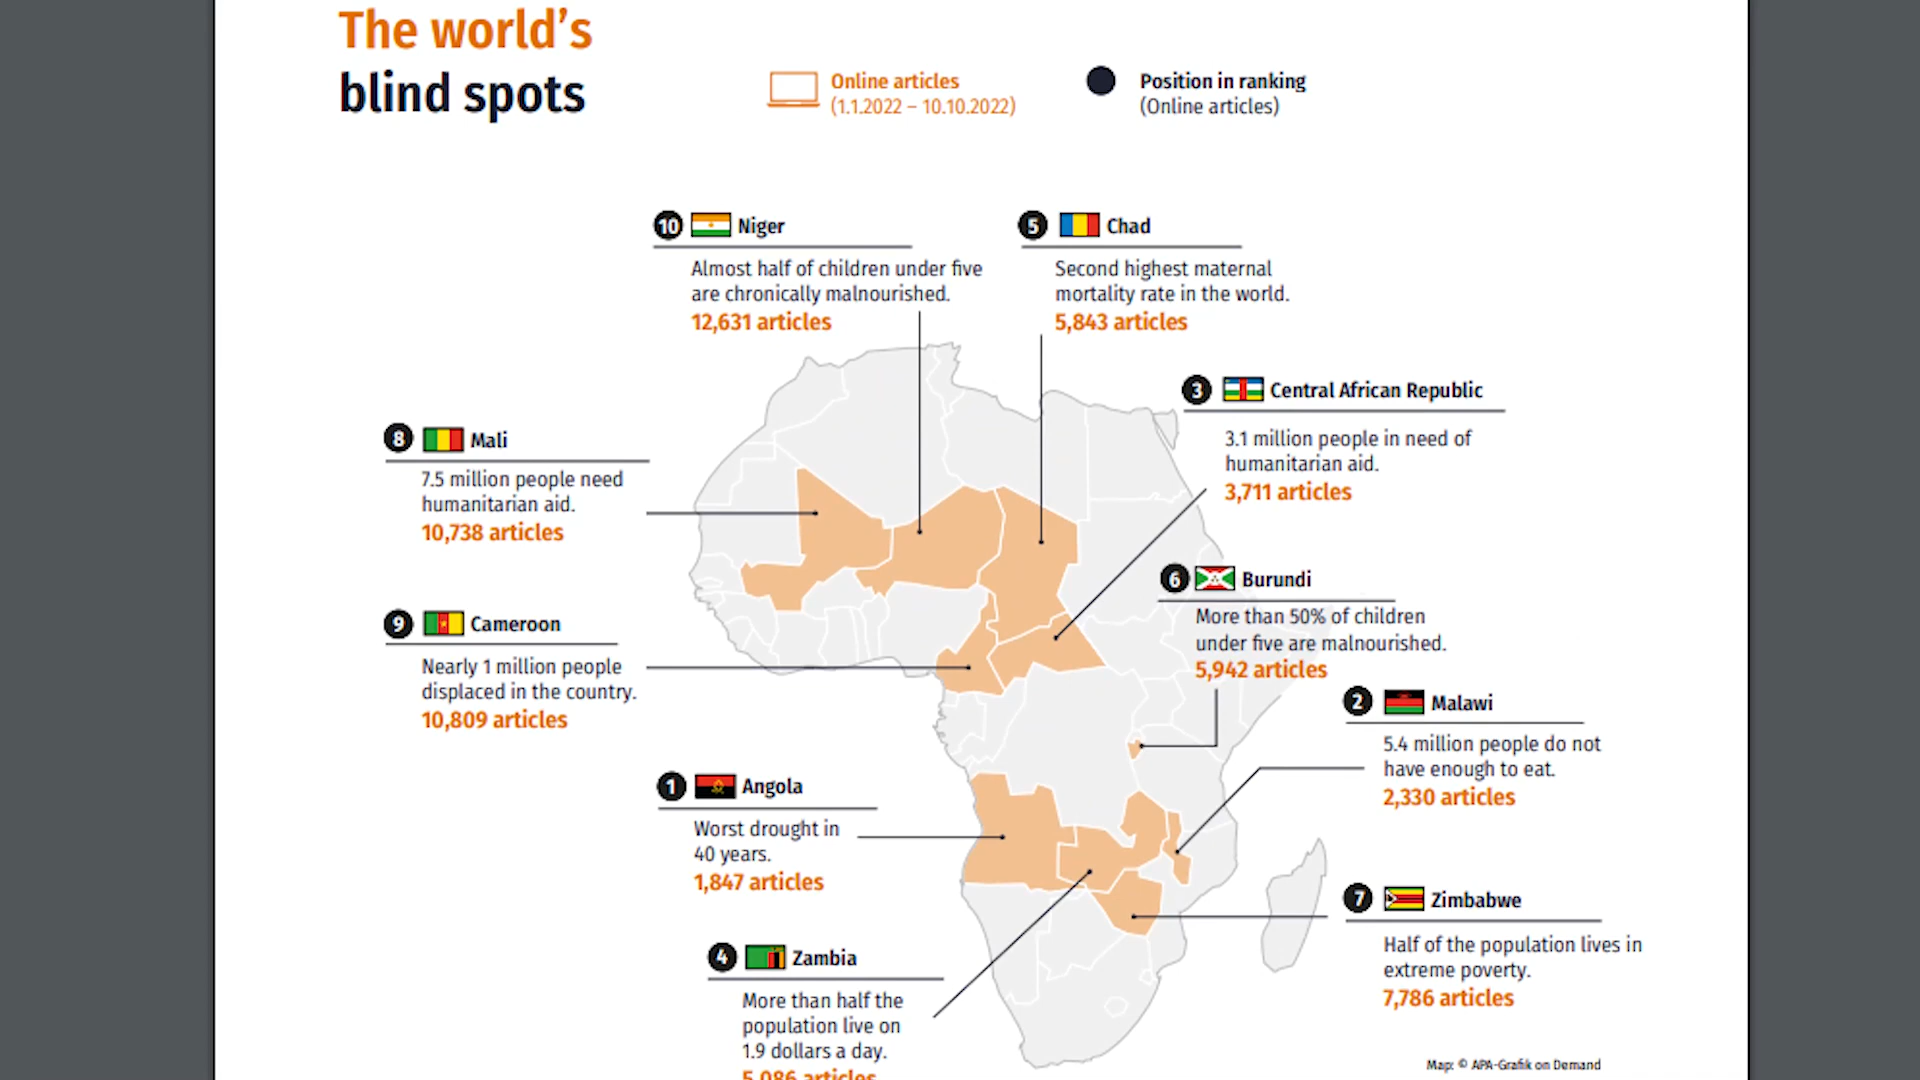 The world's
blind spots
Online articles
(1.1.2022 – 10.10.2022)
Position in ranking
(Online articles)
10 Niger
Almost half of children under five
are chronically malnourished.
12,631 articles
5 Chad
Second highest maternal
mortality rate in the world.
5,843 articles
3 Central African Republic
3.1 million people in need of
humanitarian aid.
3,711 articles
8 Mali
7.5 million people need
humanitarian aid.
10,738 articles
6 Burundi
More than 50% of children
under five are malnourished.
5,942 articles
9 Cameroon
Nearly 1 million people
displaced in the country.
10,809 articles
2 Malawi
5.4 million people do not
have enough to eat.
2,330 articles
1 Angola
Worst drought in
40 years.
1,847 articles
7 Zimbabwe
Half of the population lives in
extreme poverty.
7,786 articles
4 Zambia
More than half the
population live on
1.9 dollars a day.
5,086 articles
Map: © APA-Grafik on Demand